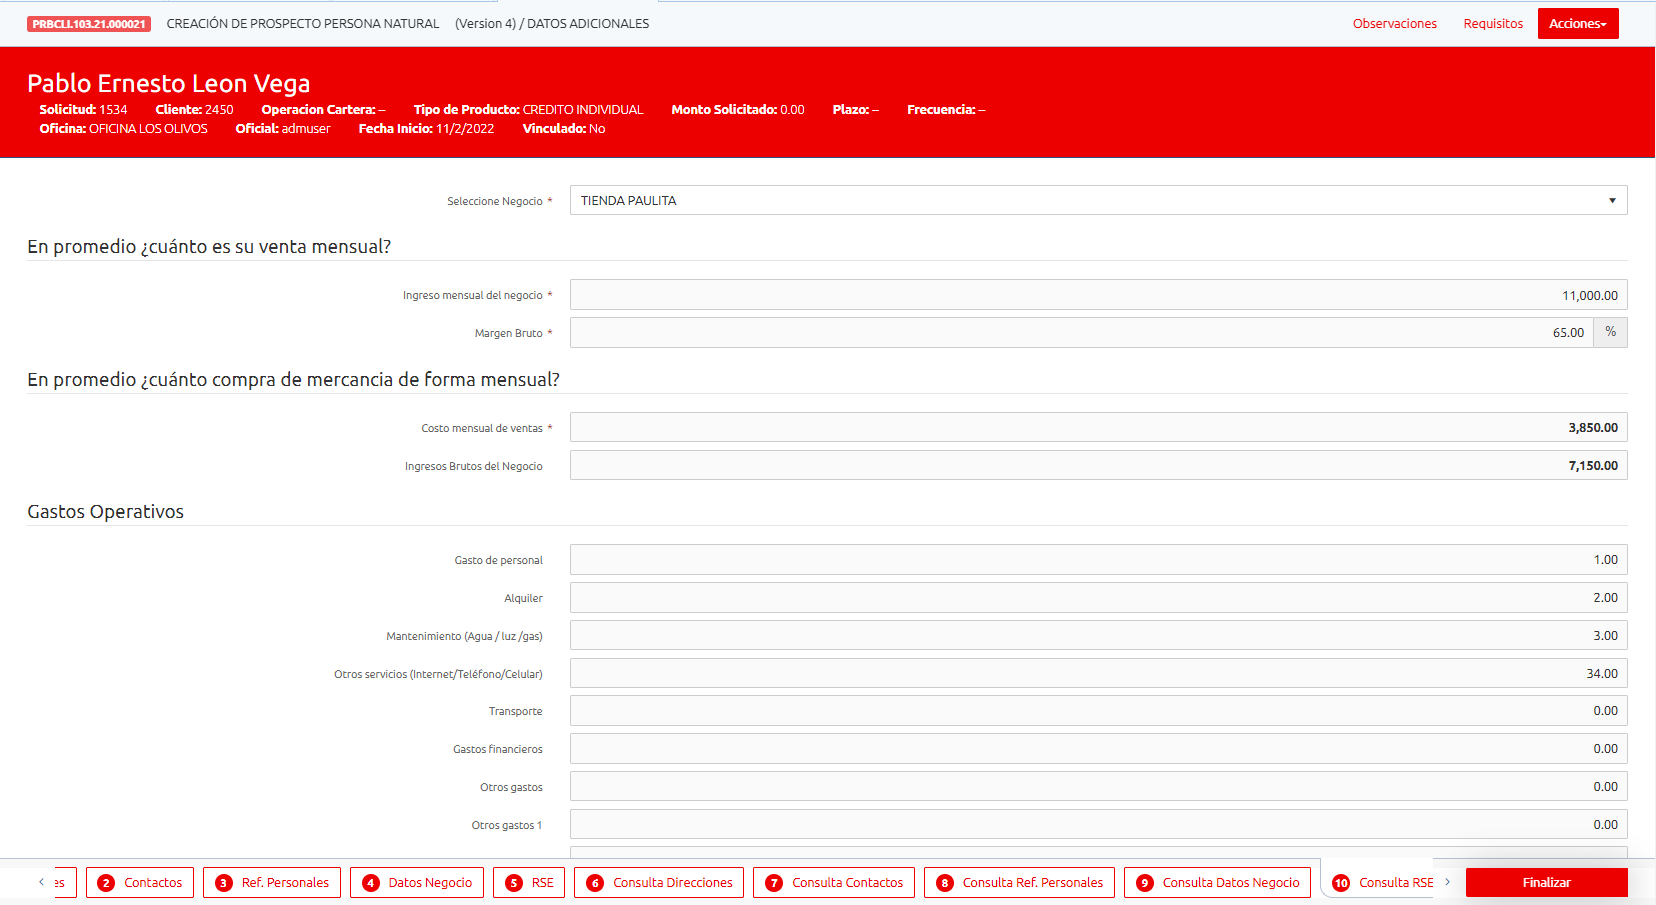 PRBCLI.103.21.000021 CREACIÓN DE PROSPECTO PERSONA NATURAL (Version 4) / DATOS ADICIONALES Observaciones Requisitos Acciones
Pablo Ernesto Leon Vega
Solicitud: 1534 Cliente: 2450 Operacion Cartera: – Tipo de Producto: CREDITO INDIVIDUAL Monto Solicitado: 0.00 Plazo: – Frecuencia: –
Oficina: OFICINA LOS OLIVOS Oficial: admuser Fecha Inicio: 11/2/2022 Vinculado: No
Seleccione Negocio * TIENDA PAULITA
En promedio ¿cuánto es su venta mensual?
Ingreso mensual del negocio * 11,000.00
Margen Bruto * 65.00 %
En promedio ¿cuánto compra de mercancia de forma mensual?
Costo mensual de ventas * 3,850.00
Ingresos Brutos del Negocio 7,150.00
Gastos Operativos
Gasto de personal 1.00
Alquiler 2.00
Mantenimiento (Agua / luz /gas) 3.00
Otros servicios (Internet/Teléfono/Celular) 34.00
Transporte 0.00
Gastos financieros 0.00
Otros gastos 0.00
Otros gastos 1 0.00
es 2 Contactos 3 Ref. Personales 4 Datos Negocio 5 RSE 6 Consulta Direcciones 7 Consulta Contactos 8 Consulta Ref. Personales 9 Consulta Datos Negocio 10 Consulta RSE Finalizar